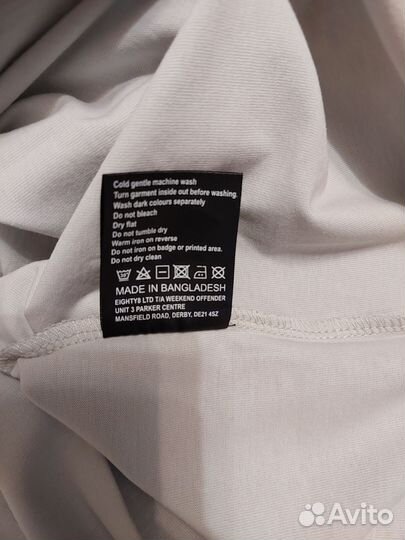 Cold gentle machine wash
Turn garment inside out before washing.
Wash dark colours separately
Do not bleach
Dry flat
Do not tumble dry
Warm iron on reverse
Do not iron on badge or printed area.
Do not dry clean
MADE IN BANGLADESH
EIGHTY8 LTD T/A WEEKEND OFFENDER
UNIT 3 PARKER CENTRE
MANSFIELD ROAD, DERBY, DE21 4SZ
Avito